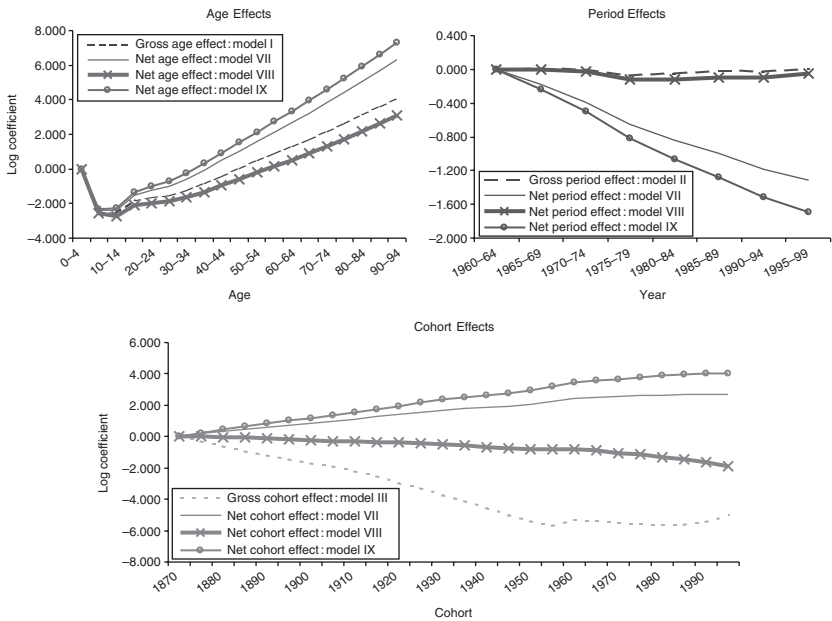 Age Effects
8.000
6.000
4.000
2.000
0.000
−2.000
−4.000
Log coefficient
Gross age effect: model I
Net age effect: model VII
Net age effect: model VIII
Net age effect: model IX
0–4
10–14
20–24
30–34
40–44
50–54
60–64
70–74
80–84
90–94
Age
Period Effects
0.400
0.000
−0.400
−0.800
−1.200
−1.600
−2.000
Gross period effect: model II
Net period effect: model VII
Net period effect: model VIII
Net period effect: model IX
1960–64
1965–69
1970–74
1975–79
1980–84
1985–89
1990–94
1995–99
Year
Cohort Effects
6.000
4.000
2.000
0.000
−2.000
−4.000
−6.000
−8.000
Log coefficient
Gross cohort effect: model III
Net cohort effect: model VII
Net cohort effect: model VIII
Net cohort effect: model IX
1870
1880
1890
1900
1910
1920
1930
1940
1950
1960
1970
1980
1990
Cohort